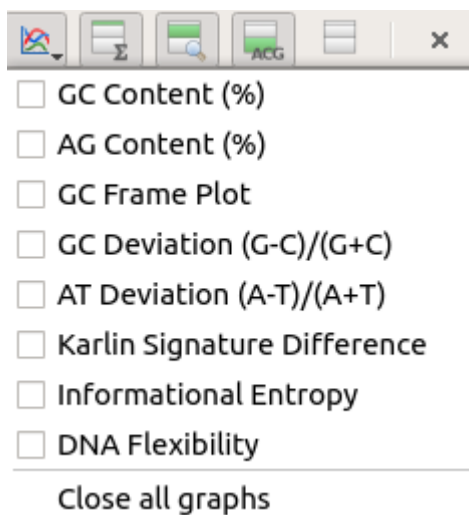 Σ
ACG
GC Content (%)
AG Content (%)
GC Frame Plot
GC Deviation (G-C)/(G+C)
AT Deviation (A-T)/(A+T)
Karlin Signature Difference
Informational Entropy
DNA Flexibility
Close all graphs